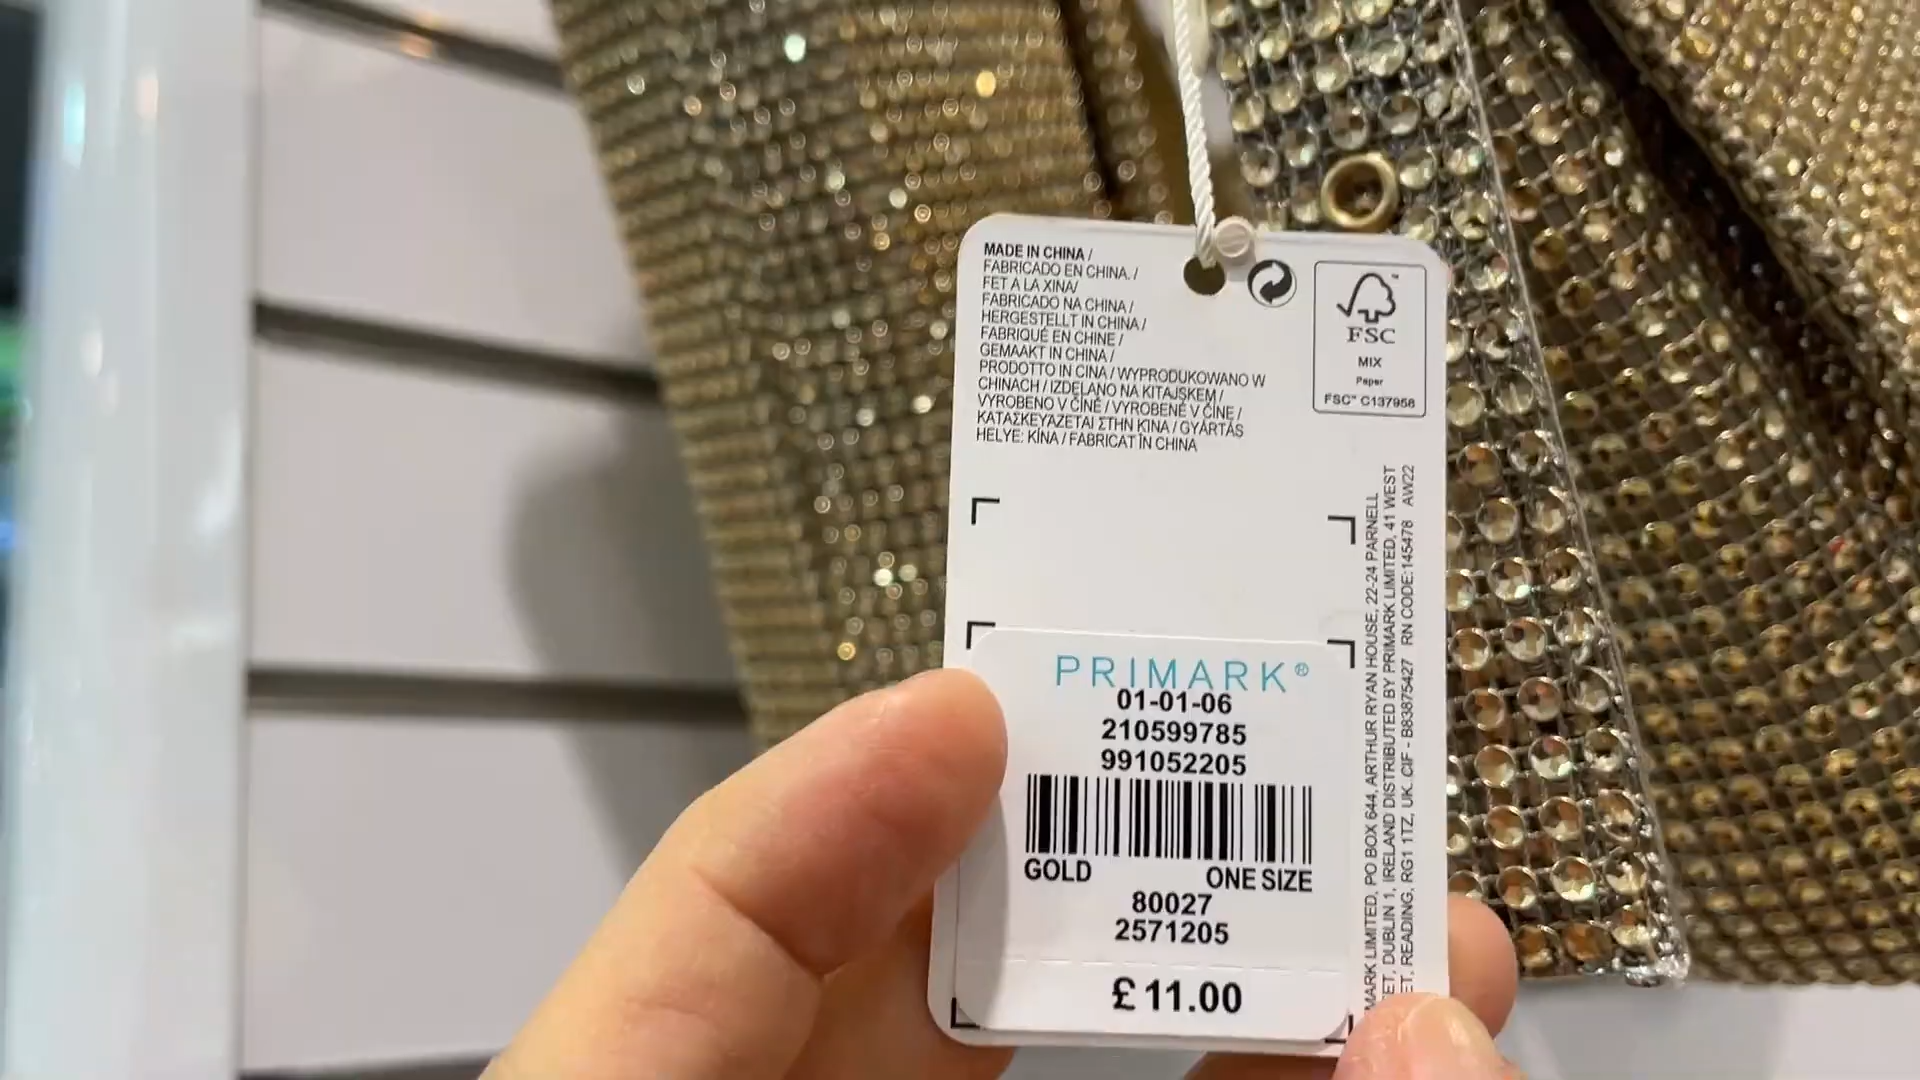 MADE IN CHINA /
FABRICADO EN CHINA. /
FET A LA XINA/
FABRICADO NA CHINA /
HERGESTELLT IN CHINA /
FABRIQUÉ EN CHINE /
GEMAAKT IN CHINA /
PRODOTTO IN CINA / WYPRODUKOWANO W
CHINACH / IZDELANO NA KITAJSKEM /
VYROBENO V ČÍNĚ / VYROBENÉ V ČÍNE /
ΚΑΤΑΣΚΕΥΑΖΕΤΑΙ ΣΤΗΝ ΚΙΝΑ / GYÁRTÁS
HELYE: KÍNA / FABRICAT ÎN CHINA
FSC
MIX
Paper
FSC™ C137956
PRIMARK®
01-01-06
210599785
991052205
GOLD ONE SIZE
80027
2571205
£11.00
LIMITED, PO BOX 644, ARTHUR RYAN HOUSE, 22-24 PARNELL
DUBLIN 1, IRELAND DISTRIBUTED BY PRIMARK LIMITED, 41 WEST
READING, RG1 1TZ, UK. CIF - B83875427 RN CODE:145478 AW22